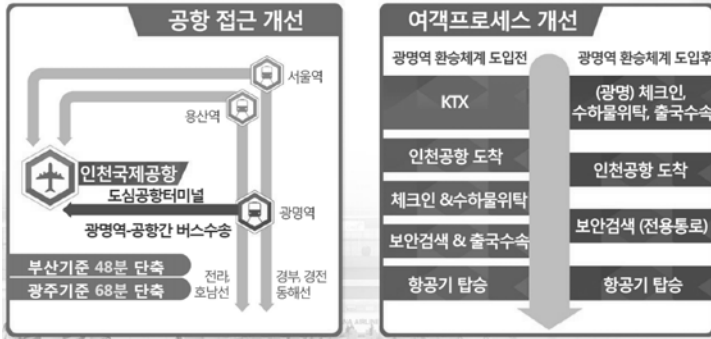 공항 접근 개선
서울역
용산역
인천국제공항
도심공항터미널
광명역
광명역-공항간 버스수송
부산기준 48분 단축
광주기준 68분 단축
전라,
호남선
경부, 경전
동해선
여객프로세스 개선
광명역 환승체계 도입전
KTX
인천공항 도착
체크인 &수하물위탁
보안검색 & 출국수속
항공기 탑승
광명역 환승체계 도입후
(광명) 체크인,
수하물위탁, 출국수속
인천공항 도착
보안검색 (전용통로)
항공기 탑승